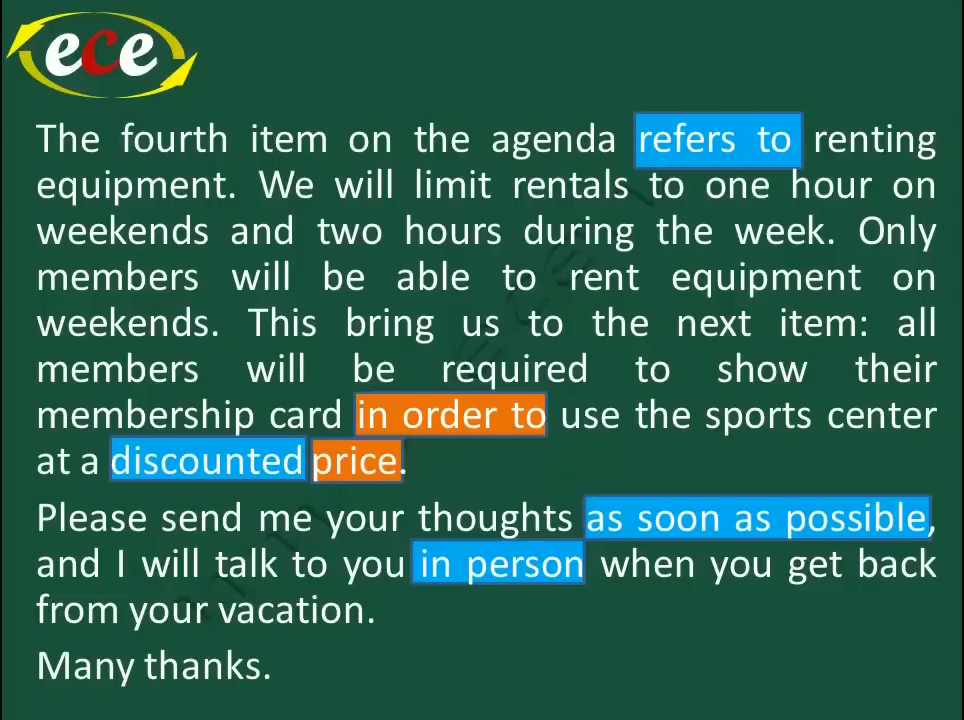 ece
The fourth item on the agenda refers to renting
equipment. We will limit rentals to one hour on
weekends and two hours during the week. Only
members will be able to rent equipment on
weekends. This bring us to the next item: all
members will be required to show their
membership card in order to use the sports center
at a discounted price.
Please send me your thoughts as soon as possible,
and I will talk to you in person when you get back
from your vacation.
Many thanks.